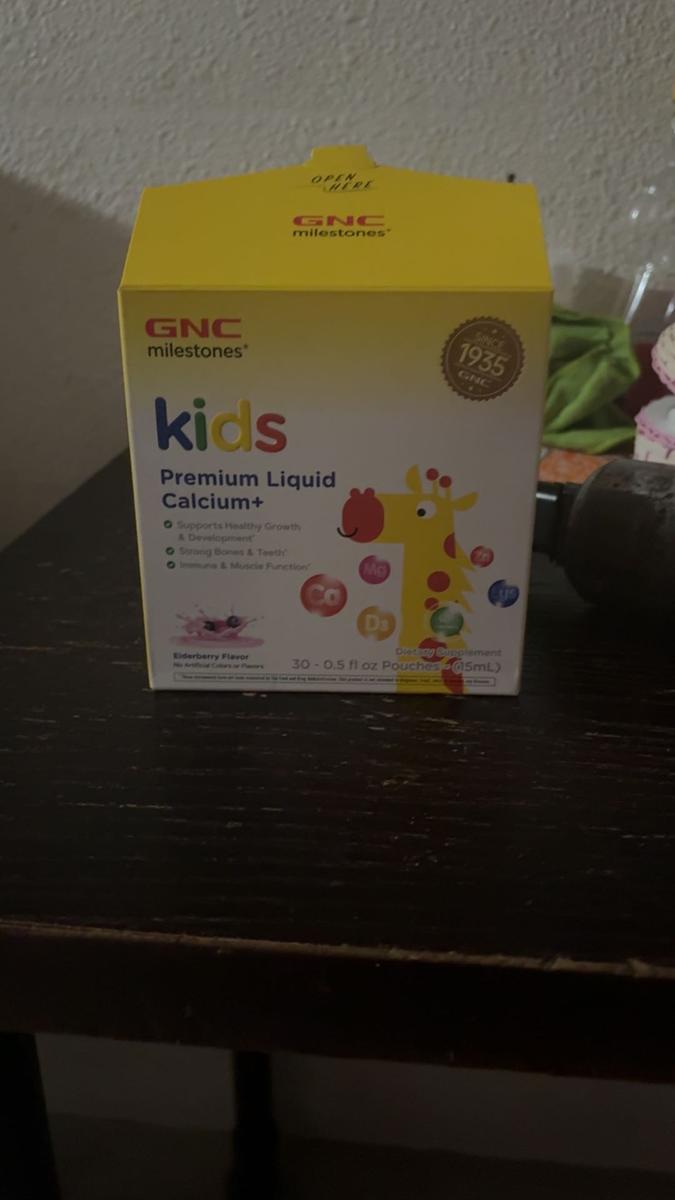 OPEN
HERE
GNC
milestones®
GNC
milestones®
SINCE
1935
GNC
kids
Premium Liquid
Calcium+
Supports Healthy Growth
& Development*
Strong Bones & Teeth*
Immune & Muscle Function*
Zn
Mg
Ca
Lys
D3
Elderberry Flavor
No Artificial Colors or Flavors
Dietary Supplement
30 - 0.5 fl oz Pouches - (15mL)